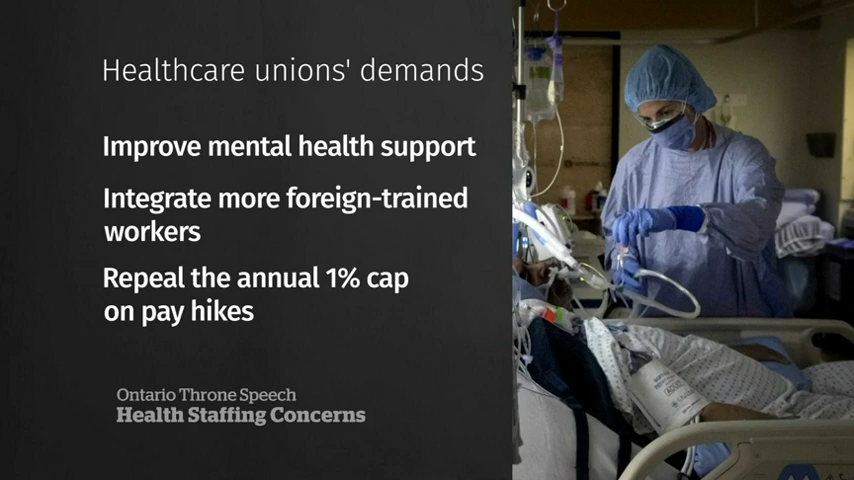 Healthcare unions' demands
Improve mental health support
Integrate more foreign-trained
workers
Repeal the annual 1% cap
on pay hikes
Ontario Throne Speech
Health Staffing Concerns